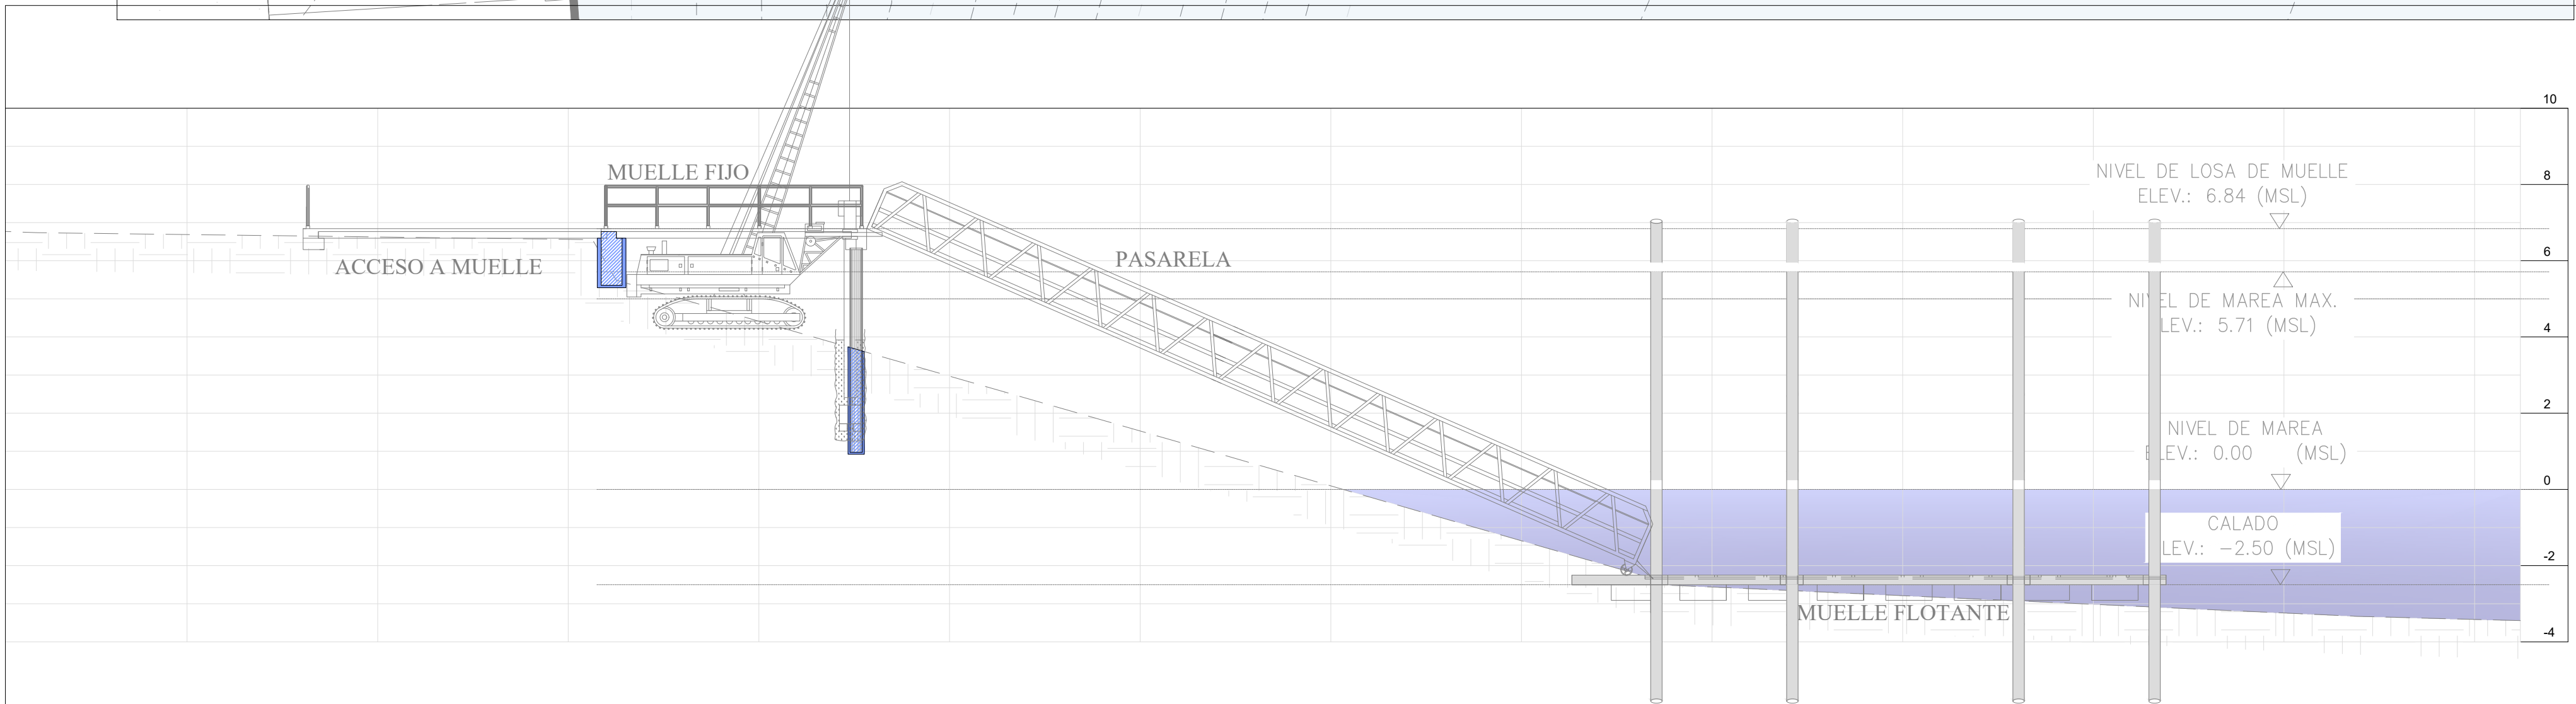 10
MUELLE FIJO
NIVEL DE LOSA DE MUELLE
ELEV.: 6.84 (MSL)
8
ACCESO A MUELLE
PASARELA
6
NIVEL DE MAREA MAX.
LEV.: 5.71 (MSL)
4
2
NIVEL DE MAREA
ELEV.: 0.00 (MSL)
0
CALADO
LEV.: -2.50 (MSL)
-2
MUELLE FLOTANTE
-4